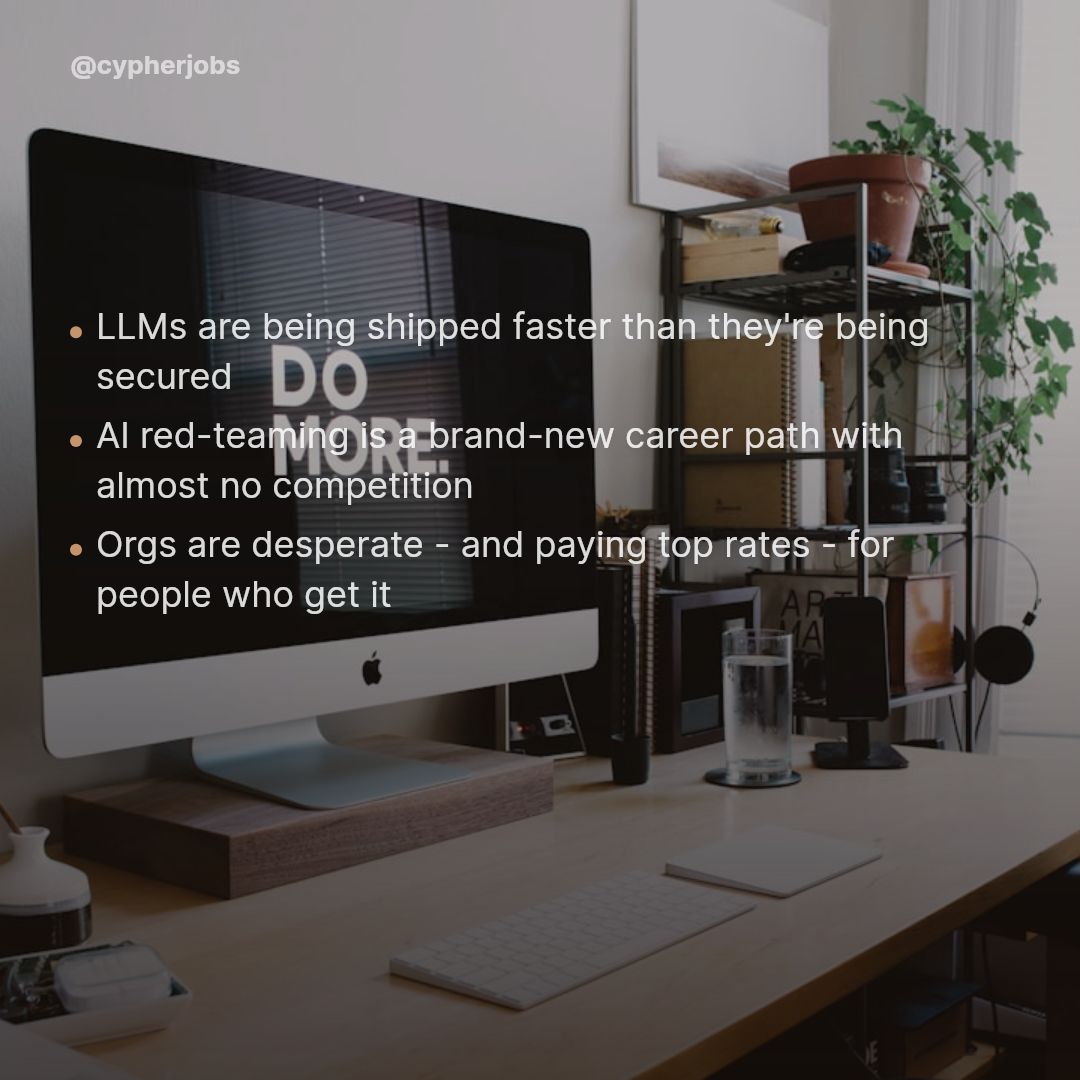 @cypherjobs
LLMs are being shipped faster than they're being
secured
DO
MORE.
AI red-teaming is a brand-new career path with
almost no competition
Orgs are desperate - and paying top rates - for
people who get it